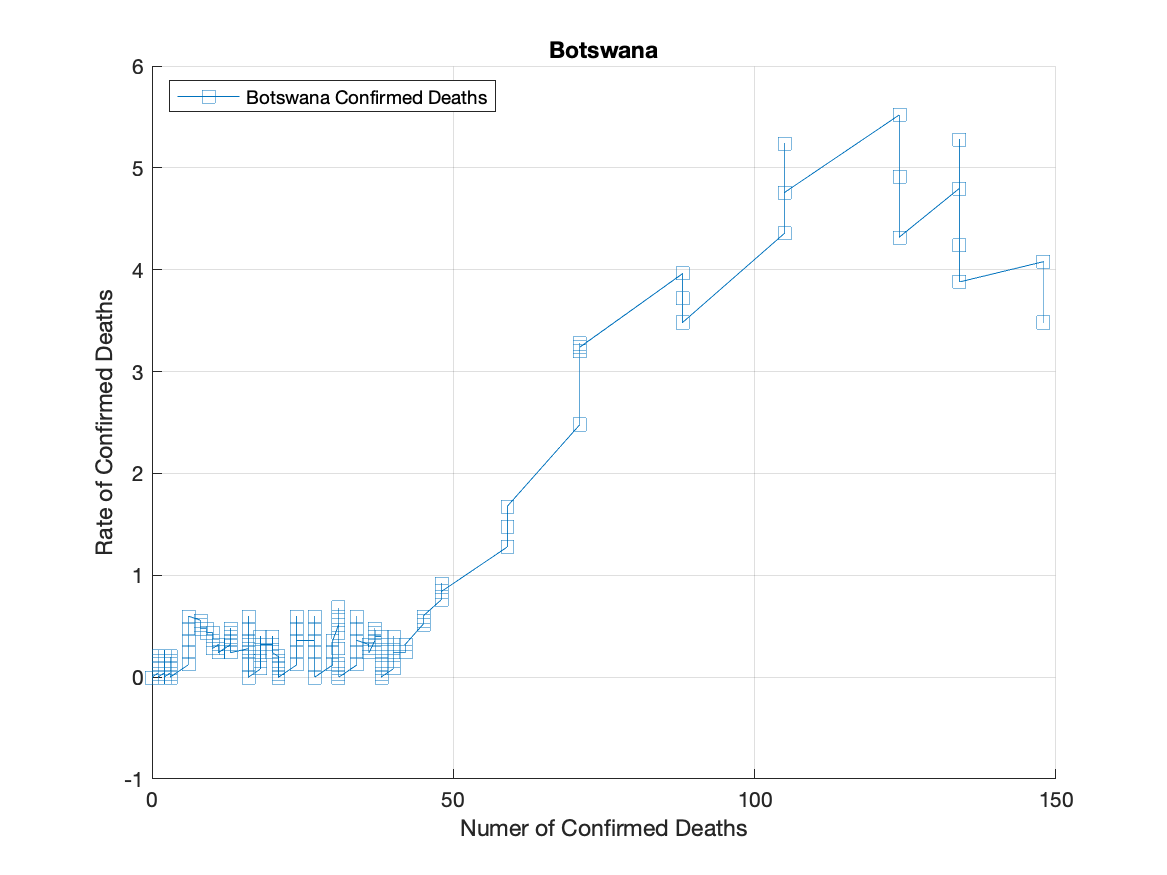 Botswana
Botswana Confirmed Deaths
6
5
4
3
2
1
0
-1
Rate of Confirmed Deaths
0 50 100 150
Numer of Confirmed Deaths